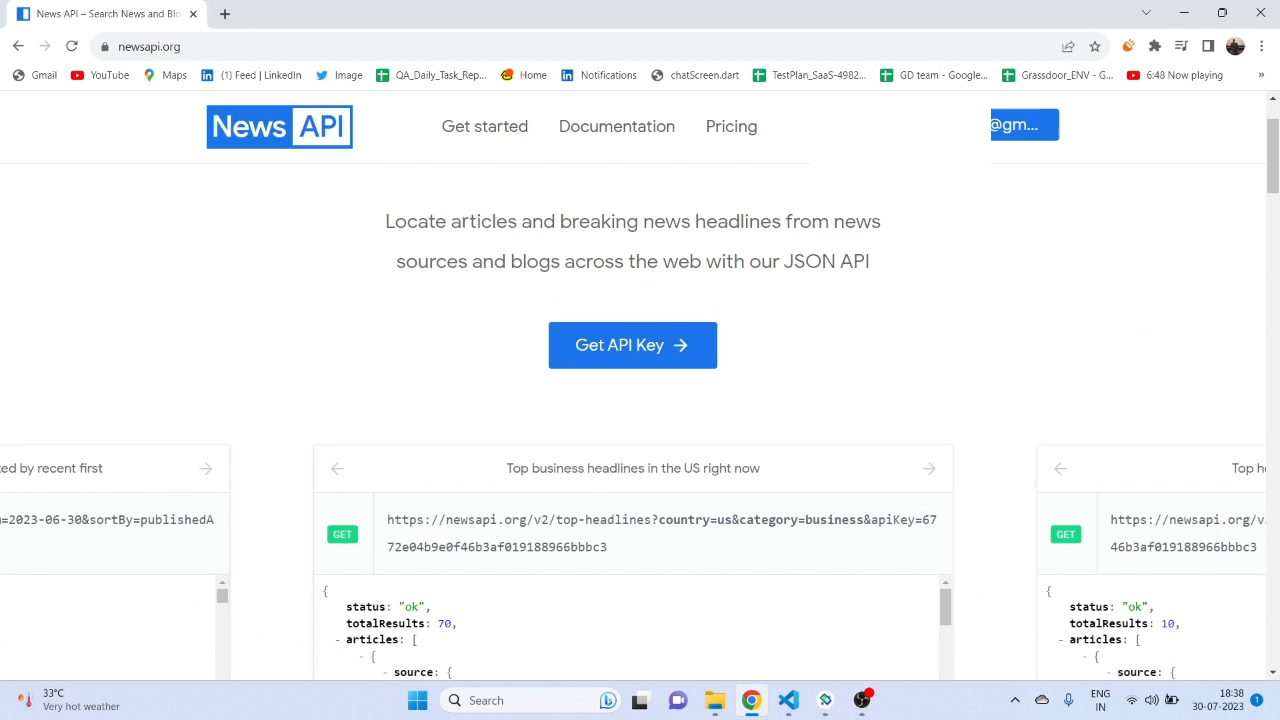 News API – Search News and Blo
newsapi.org
Gmail
YouTube
Maps
(1) Feed | LinkedIn
Image
QA_Daily_Task_Rep...
Home
Notifications
chatScreen.dart
TestPlan_SaaS-4982...
GD team - Google...
Grassdoor_ENV - G...
6:48 Now playing
»
News API
Get started
Documentation
Pricing
@gm...
Locate articles and breaking news headlines from news
sources and blogs across the web with our JSON API
Get API Key →
ted by recent first →
=2023-06-30&sortBy=publishedA
← Top business headlines in the US right now →
GET
https://newsapi.org/v2/top-headlines?country=us&category=business&apiKey=67
72e04b9e0f46b3af019188966bbbc3
{
status: "ok",
totalResults: 70,
- articles: [
- {
- source: {
← Top he
GET
https://newsapi.org/v
46b3af019188966bbbc3
{
status: "ok",
totalResults: 10,
- articles: [
- {
- source: {
33°C
Very hot weather
Search
ENG
IN
18:38
30-07-2023
1